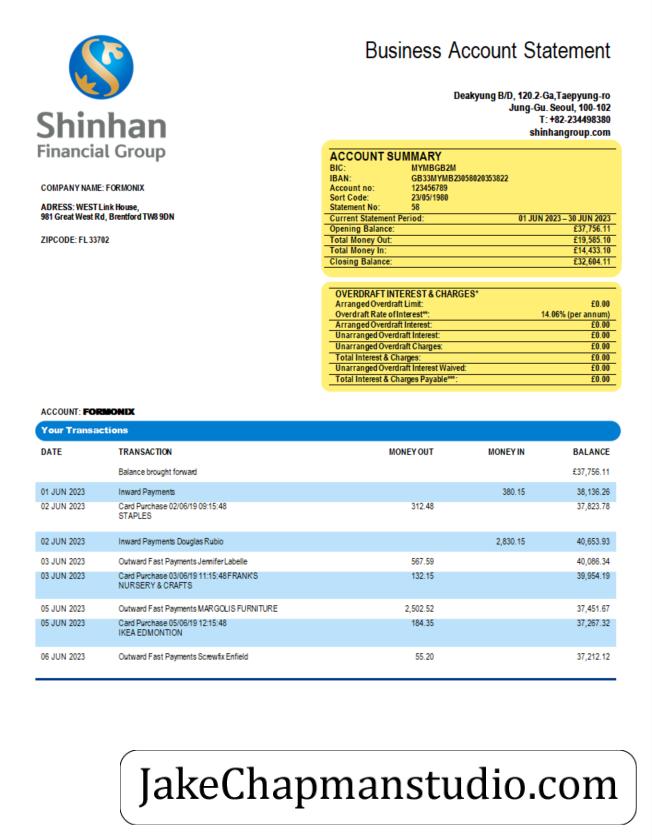 Business Account Statement
Shinhan
Financial Group
Deakyung B/D, 120.2-Ga,Taepyung-ro
Jung-Gu. Seoul, 100-102
T: +82-234498380
shinhangroup.com
COMPANY NAME: FORMONIX
ADRESS: WEST Link House,
981 Great West Rd, Brentford TW8 9DN
ZIPCODE: FL 33702
ACCOUNT SUMMARY
BIC: MYMBGB2M
IBAN: GB33MYMB23058020353822
Account no: 123456789
Sort Code: 23/05/1980
Statement No: 58
Current Statement Period: 01 JUN 2023 – 30 JUN 2023
Opening Balance: £37,756.11
Total Money Out: £19,585.10
Total Money In: £14,433.10
Closing Balance: £32,604.11
OVERDRAFT INTEREST & CHARGES*
Arranged Overdraft Limit: £0.00
Overdraft Rate of Interest**: 14.06% (per annum)
Arranged Overdraft Interest: £0.00
Unarranged Overdraft Interest: £0.00
Unarranged Overdraft Charges: £0.00
Total Interest & Charges: £0.00
Unarranged Overdraft Interest Waived: £0.00
Total Interest & Charges Payable***: £0.00
ACCOUNT: FORMONIX
Your Transactions
DATE TRANSACTION MONEY OUT MONEY IN BALANCE
Balance brought forward £37,756.11
01 JUN 2023 Inward Payments 380.15 38,136.26
02 JUN 2023 Card Purchase 02/06/19 09:15:48 312.48 37,823.78
STAPLES
02 JUN 2023 Inward Payments Douglas Rubio 2,830.15 40,653.93
03 JUN 2023 Outward Fast Payments Jennifer Labelle 567.59 40,086.34
03 JUN 2023 Card Purchase 03/06/19 11:15:48 FRANK'S 132.15 39,954.19
NURSERY & CRAFTS
05 JUN 2023 Outward Fast Payments MARGOLIS FURNITURE 2,502.52 37,451.67
05 JUN 2023 Card Purchase 05/06/19 12:15:48 184.35 37,267.32
IKEA EDMONTION
06 JUN 2023 Outward Fast Payments Screwfix Enfield 55.20 37,212.12
JakeChapmanstudio.com